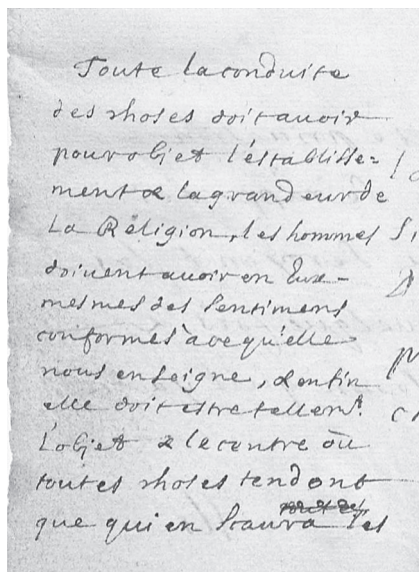 Toute la conduite
des choses doit avoir
pour objet l'establisse=
ment & la grandeur de
La Réligion, les hommes
doivent avoir en Eux-
mesmes des Sentimens
conformes à ce qu'elle
nous enseigne, & enfin
elle doit estre tellemt.
L'objet & le centre où
toutes choses tendent
que qui en Scaura les